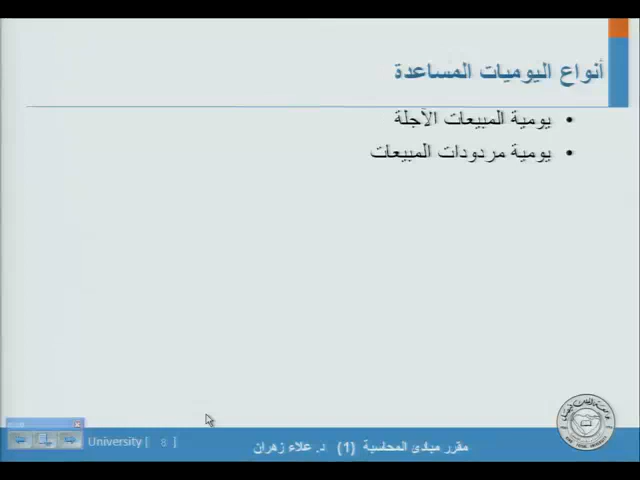 أنواع اليوميات المساعدة
• يومية المبيعات الآجلة
• يومية مردودات المبيعات
University [ 8 ]
مقرر مبادئ المحاسبة (1) د. علاء زهران